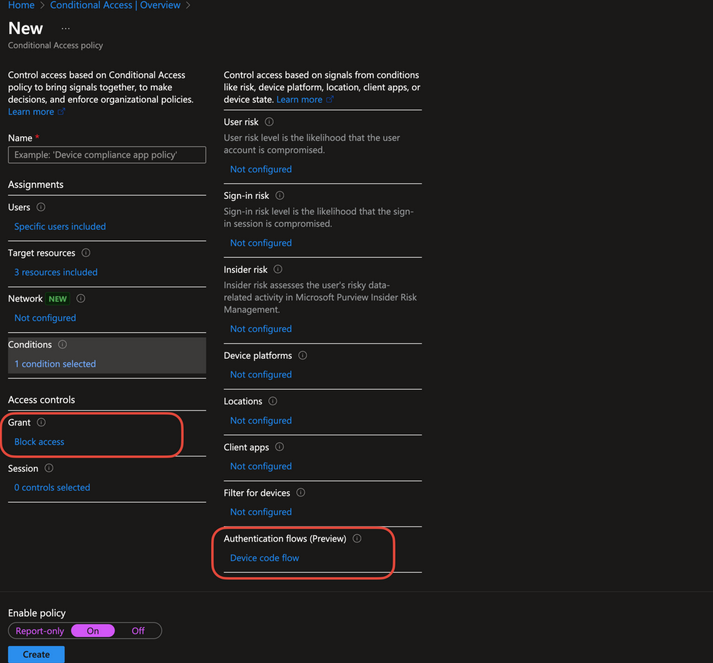 Home > Conditional Access | Overview >
New ...
Conditional Access policy
Control access based on Conditional Access
policy to bring signals together, to make
decisions, and enforce organizational policies.
Learn more
Name *
Example: 'Device compliance app policy'
Assignments
Users
Specific users included
Target resources
3 resources included
Network NEW
Not configured
Conditions
1 condition selected
Access controls
Grant
Block access
Session
0 controls selected
Control access based on signals from conditions
like risk, device platform, location, client apps, or
device state. Learn more
User risk
User risk level is the likelihood that the user
account is compromised.
Not configured
Sign-in risk
Sign-in risk level is the likelihood that the sign-
in session is compromised.
Not configured
Insider risk
Insider risk assesses the user's risky data-
related activity in Microsoft Purview Insider Risk
Management.
Not configured
Device platforms
Not configured
Locations
Not configured
Client apps
Not configured
Filter for devices
Not configured
Authentication flows (Preview)
Device code flow
Enable policy
Report-only On Off
Create